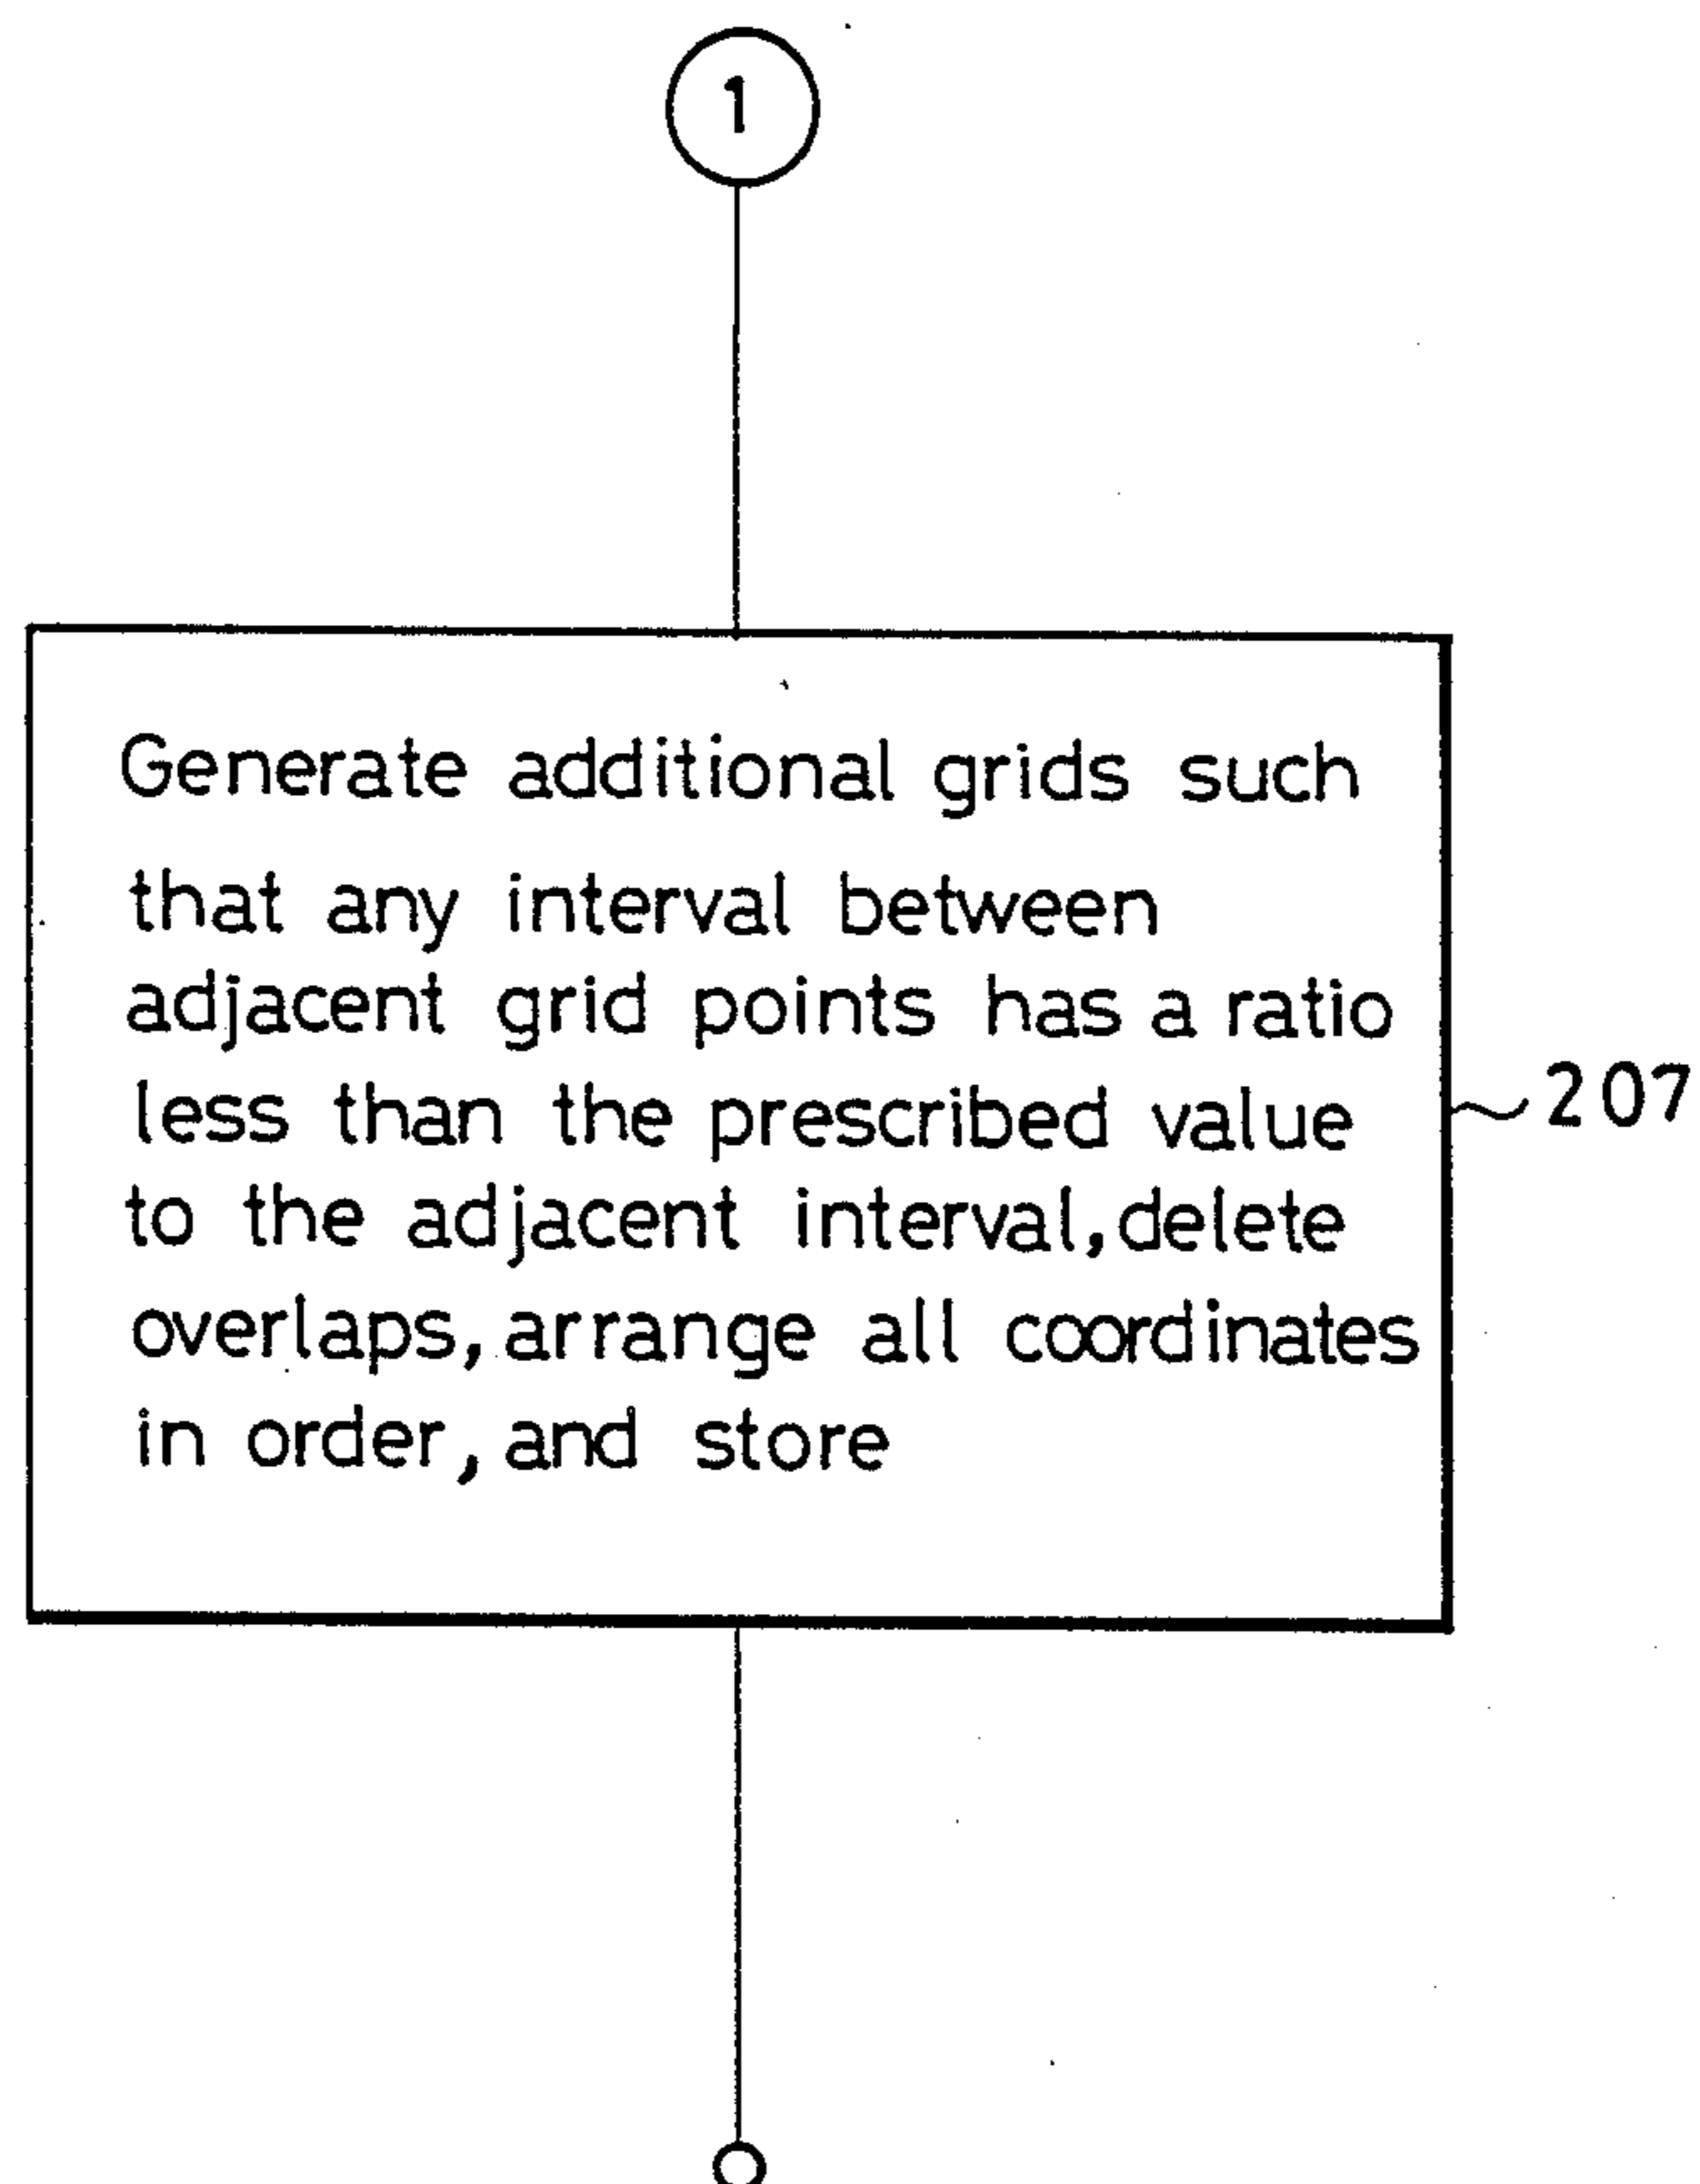 1
Generate additional grids such
that any interval between
adjacent grid points has a ratio
less than the prescribed value
to the adjacent interval, delete
overlaps, arrange all coordinates
in order, and store
207